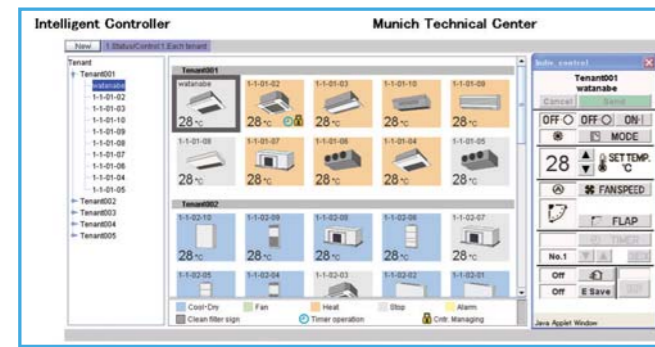 Intelligent Controller
Munich Technical Center
New 1.Status/Control:1.Each tenant
Tenant
Tenant001
watanabe
1-1-01-02
1-1-01-03
1-1-01-10
1-1-01-09
1-1-01-08
1-1-01-07
1-1-01-06
1-1-01-04
1-1-01-05
Tenant002
Tenant003
Tenant004
Tenant005
Tenant001
watanabe 1-1-01-02 1-1-01-03 1-1-01-10 1-1-01-09
28°C 28°C 28°C 28°C 28°C
1-1-01-08 1-1-01-07 1-1-01-06 1-1-01-04 1-1-01-05
28°C 28°C 28°C 28°C 28°C
Tenant002
1-1-02-10 1-1-02-09 1-1-02-08 1-1-02-07
28°C 28°C 28°C 28°C 28°C
1-1-02-05 1-1-02-04 1-1-02-03 1-1-02-02 1-1-02-01
Cool·Dry Fan Heat Stop Alarm
Clean filter sign Timer operation Cntr. Managing
Indiv. control
Tenant001
watanabe
Cancel Send
OFF OFF ON
MODE
28 SET TEMP. °C
FANSPEED
FLAP
TIMER
No.1
Off
Off E Save
Java Applet Window